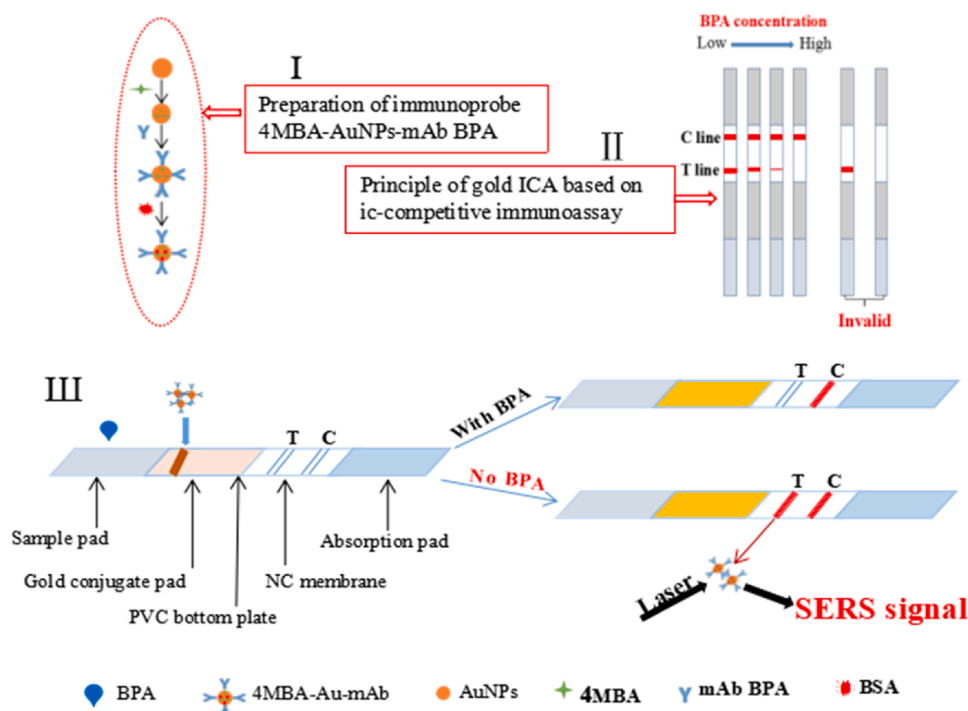 I
Preparation of immunoprobe
4MBA-AuNPs-mAb BPA
II
Principle of gold ICA based on
ic-competitive immunoassay
BPA concentration
Low High
C line
T line
Invalid
III
T C
Sample pad
Gold conjugate pad
PVC bottom plate
NC membrane
Absorption pad
With BPA
No BPA
T C
T C
Laser
SERS signal
BPA 4MBA-Au-mAb AuNPs 4MBA mAb BPA BSA